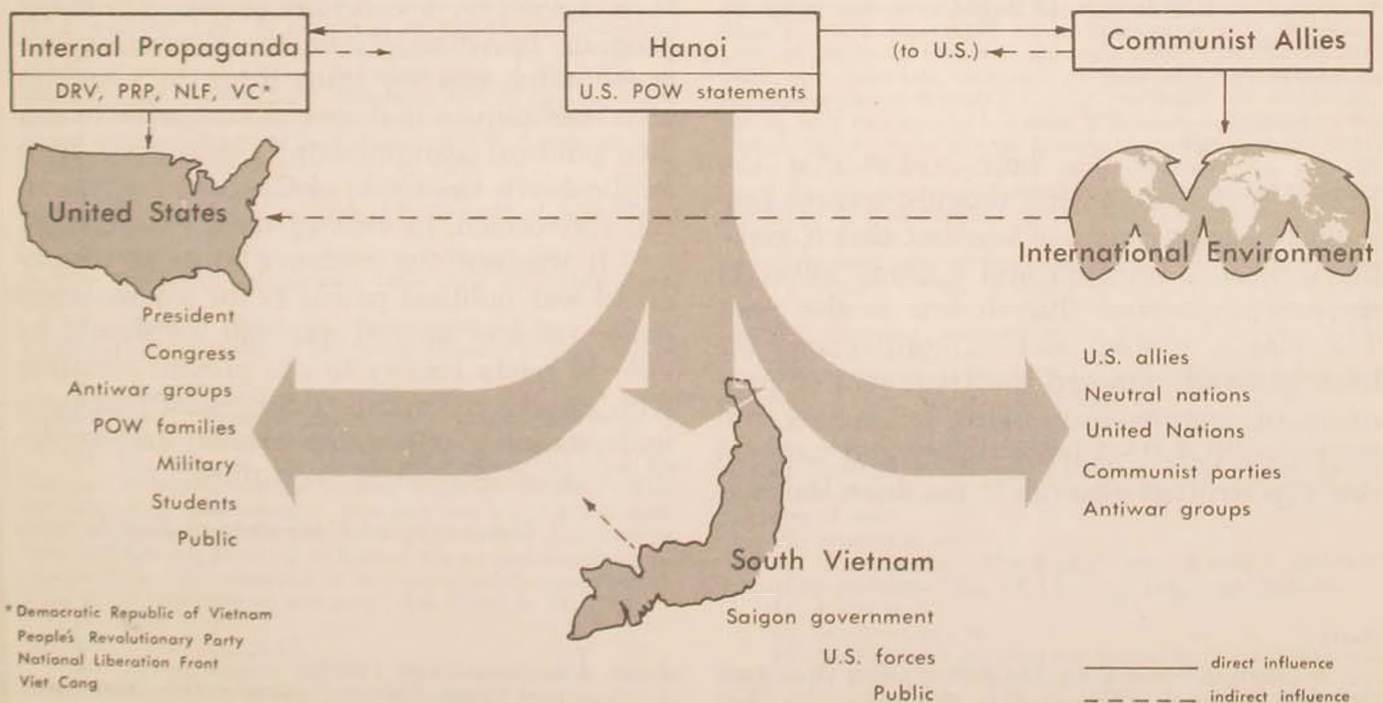 Internal Propaganda
DRV, PRP, NLF, VC*
Hanoi
U.S. POW statements
(to U.S.)
Communist Allies
United States
International Environment
President
Congress
Antiwar groups
POW families
Military
Students
Public
U.S. allies
Neutral nations
United Nations
Communist parties
Antiwar groups
South Vietnam
Saigon government
U.S. forces
Public
*Democratic Republic of Vietnam
People's Revolutionary Party
National Liberation Front
Viet Cong
direct influence
indirect influence